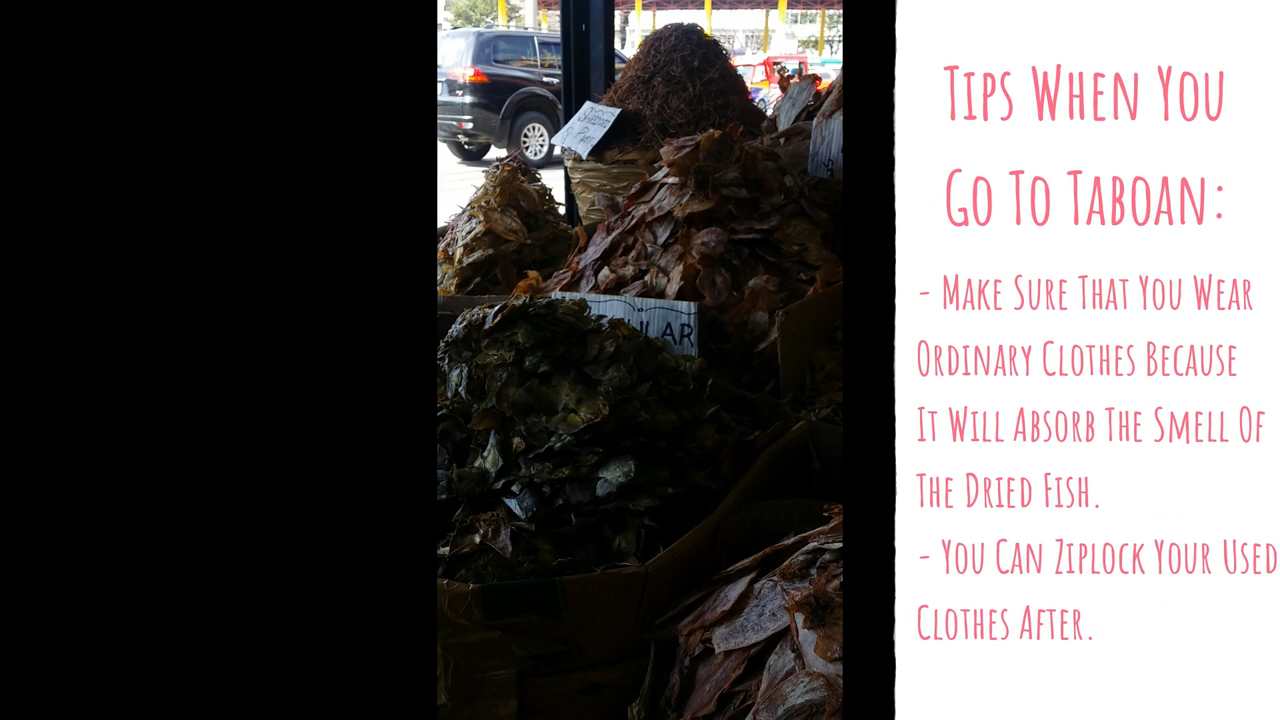 Tips When You
Go To Taboan:
- Make Sure That You Wear
Ordinary Clothes Because
It Will Absorb The Smell Of
The Dried Fish.
- You Can Ziplock Your Used
Clothes After.